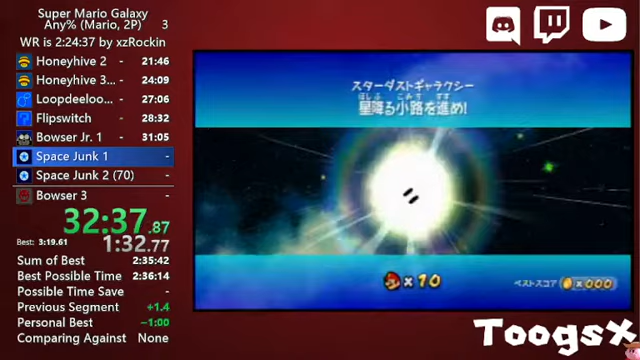 Super Mario Galaxy
Any% (Mario, 2P) 3
WR is 2:24:37 by xzRockin
Honeyhive 2 - 21:46
Honeyhive 3... - 24:09
Loopdeeloo... - 27:06
Flipswitch - 28:32
Bowser Jr. 1 - 31:05
Space Junk 1 -
Space Junk 2 (70) -
Bowser 3 -
32:37.87
Best: 3:19.61 1:32.77
Sum of Best 2:35:42
Best Possible Time 2:36:14
Possible Time Save -
Previous Segment +1.4
Personal Best -1:00
Comparing Against None
スターダストギャラクシー
星降る小路を進め!
×10
ベストスコア ×000
ToogsX